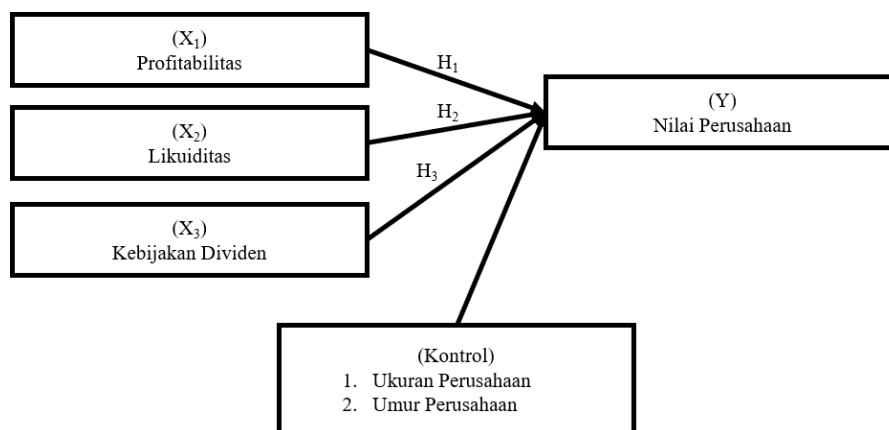 (X₁)
Profitabilitas
H₁
(X₂)
Likuiditas
H₂
(X₃)
Kebijakan Dividen
H₃
(Y)
Nilai Perusahaan
(Kontrol)
1. Ukuran Perusahaan
2. Umur Perusahaan